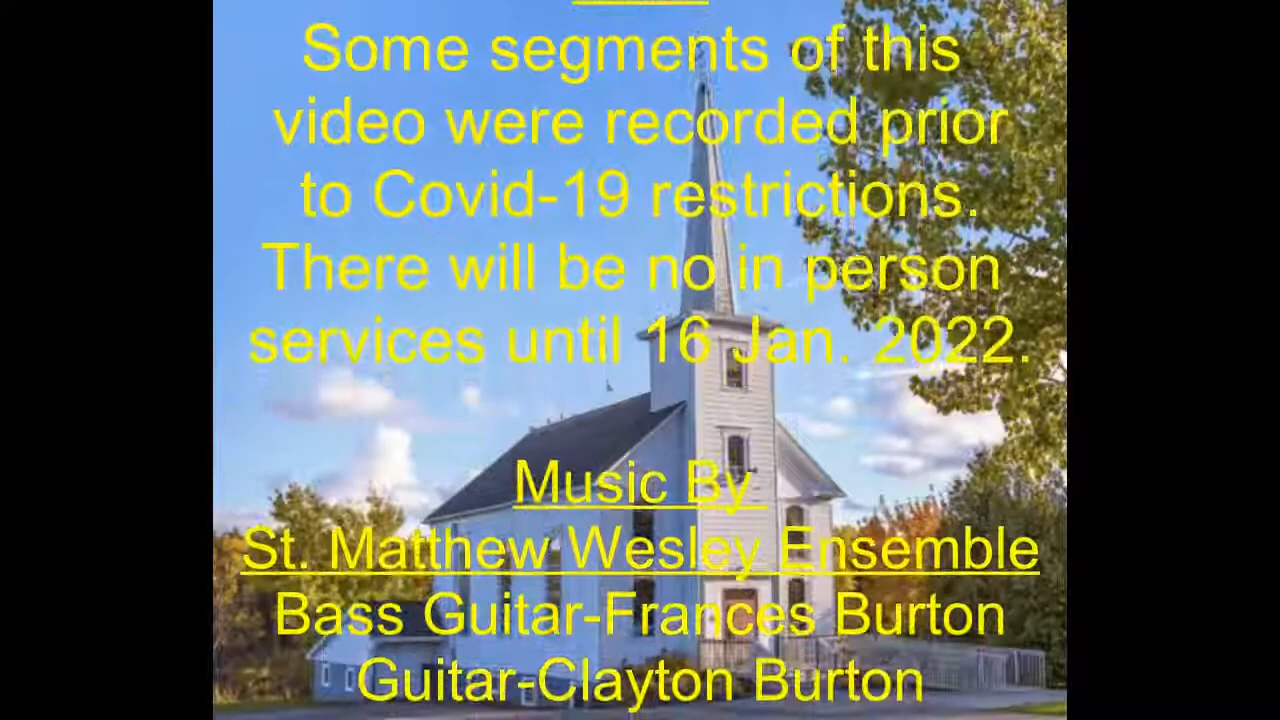 Some segments of this
video were recorded prior
to Covid-19 restrictions.
There will be no in person
services until 16 Jan. 2022.
Music By
St. Matthew Wesley Ensemble
Bass Guitar-Frances Burton
Guitar-Clayton Burton